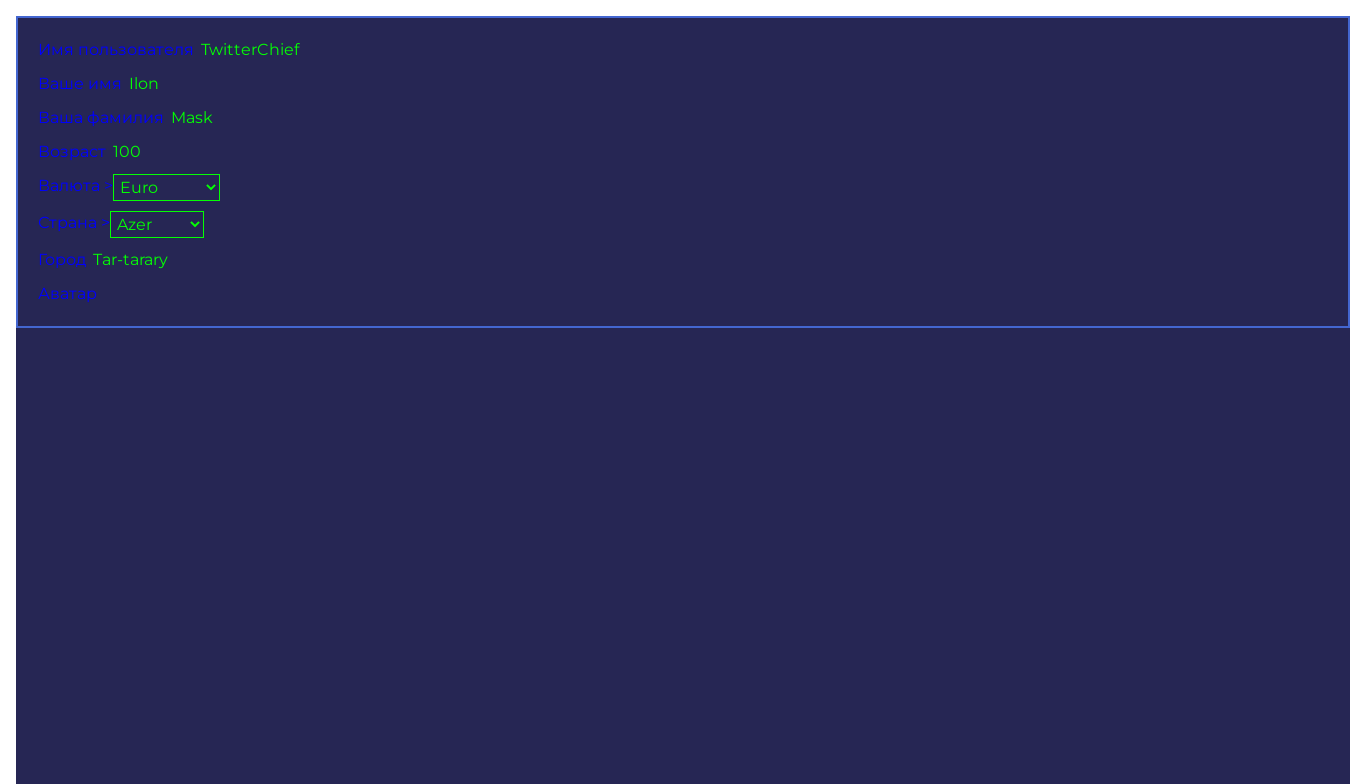 Имя пользователя TwitterChief
Ваше имя Ilon
Ваша фамилия Mask
Возраст 100
Валюта > Euro
Страна > Azer
Город Tar-tarary
Аватар